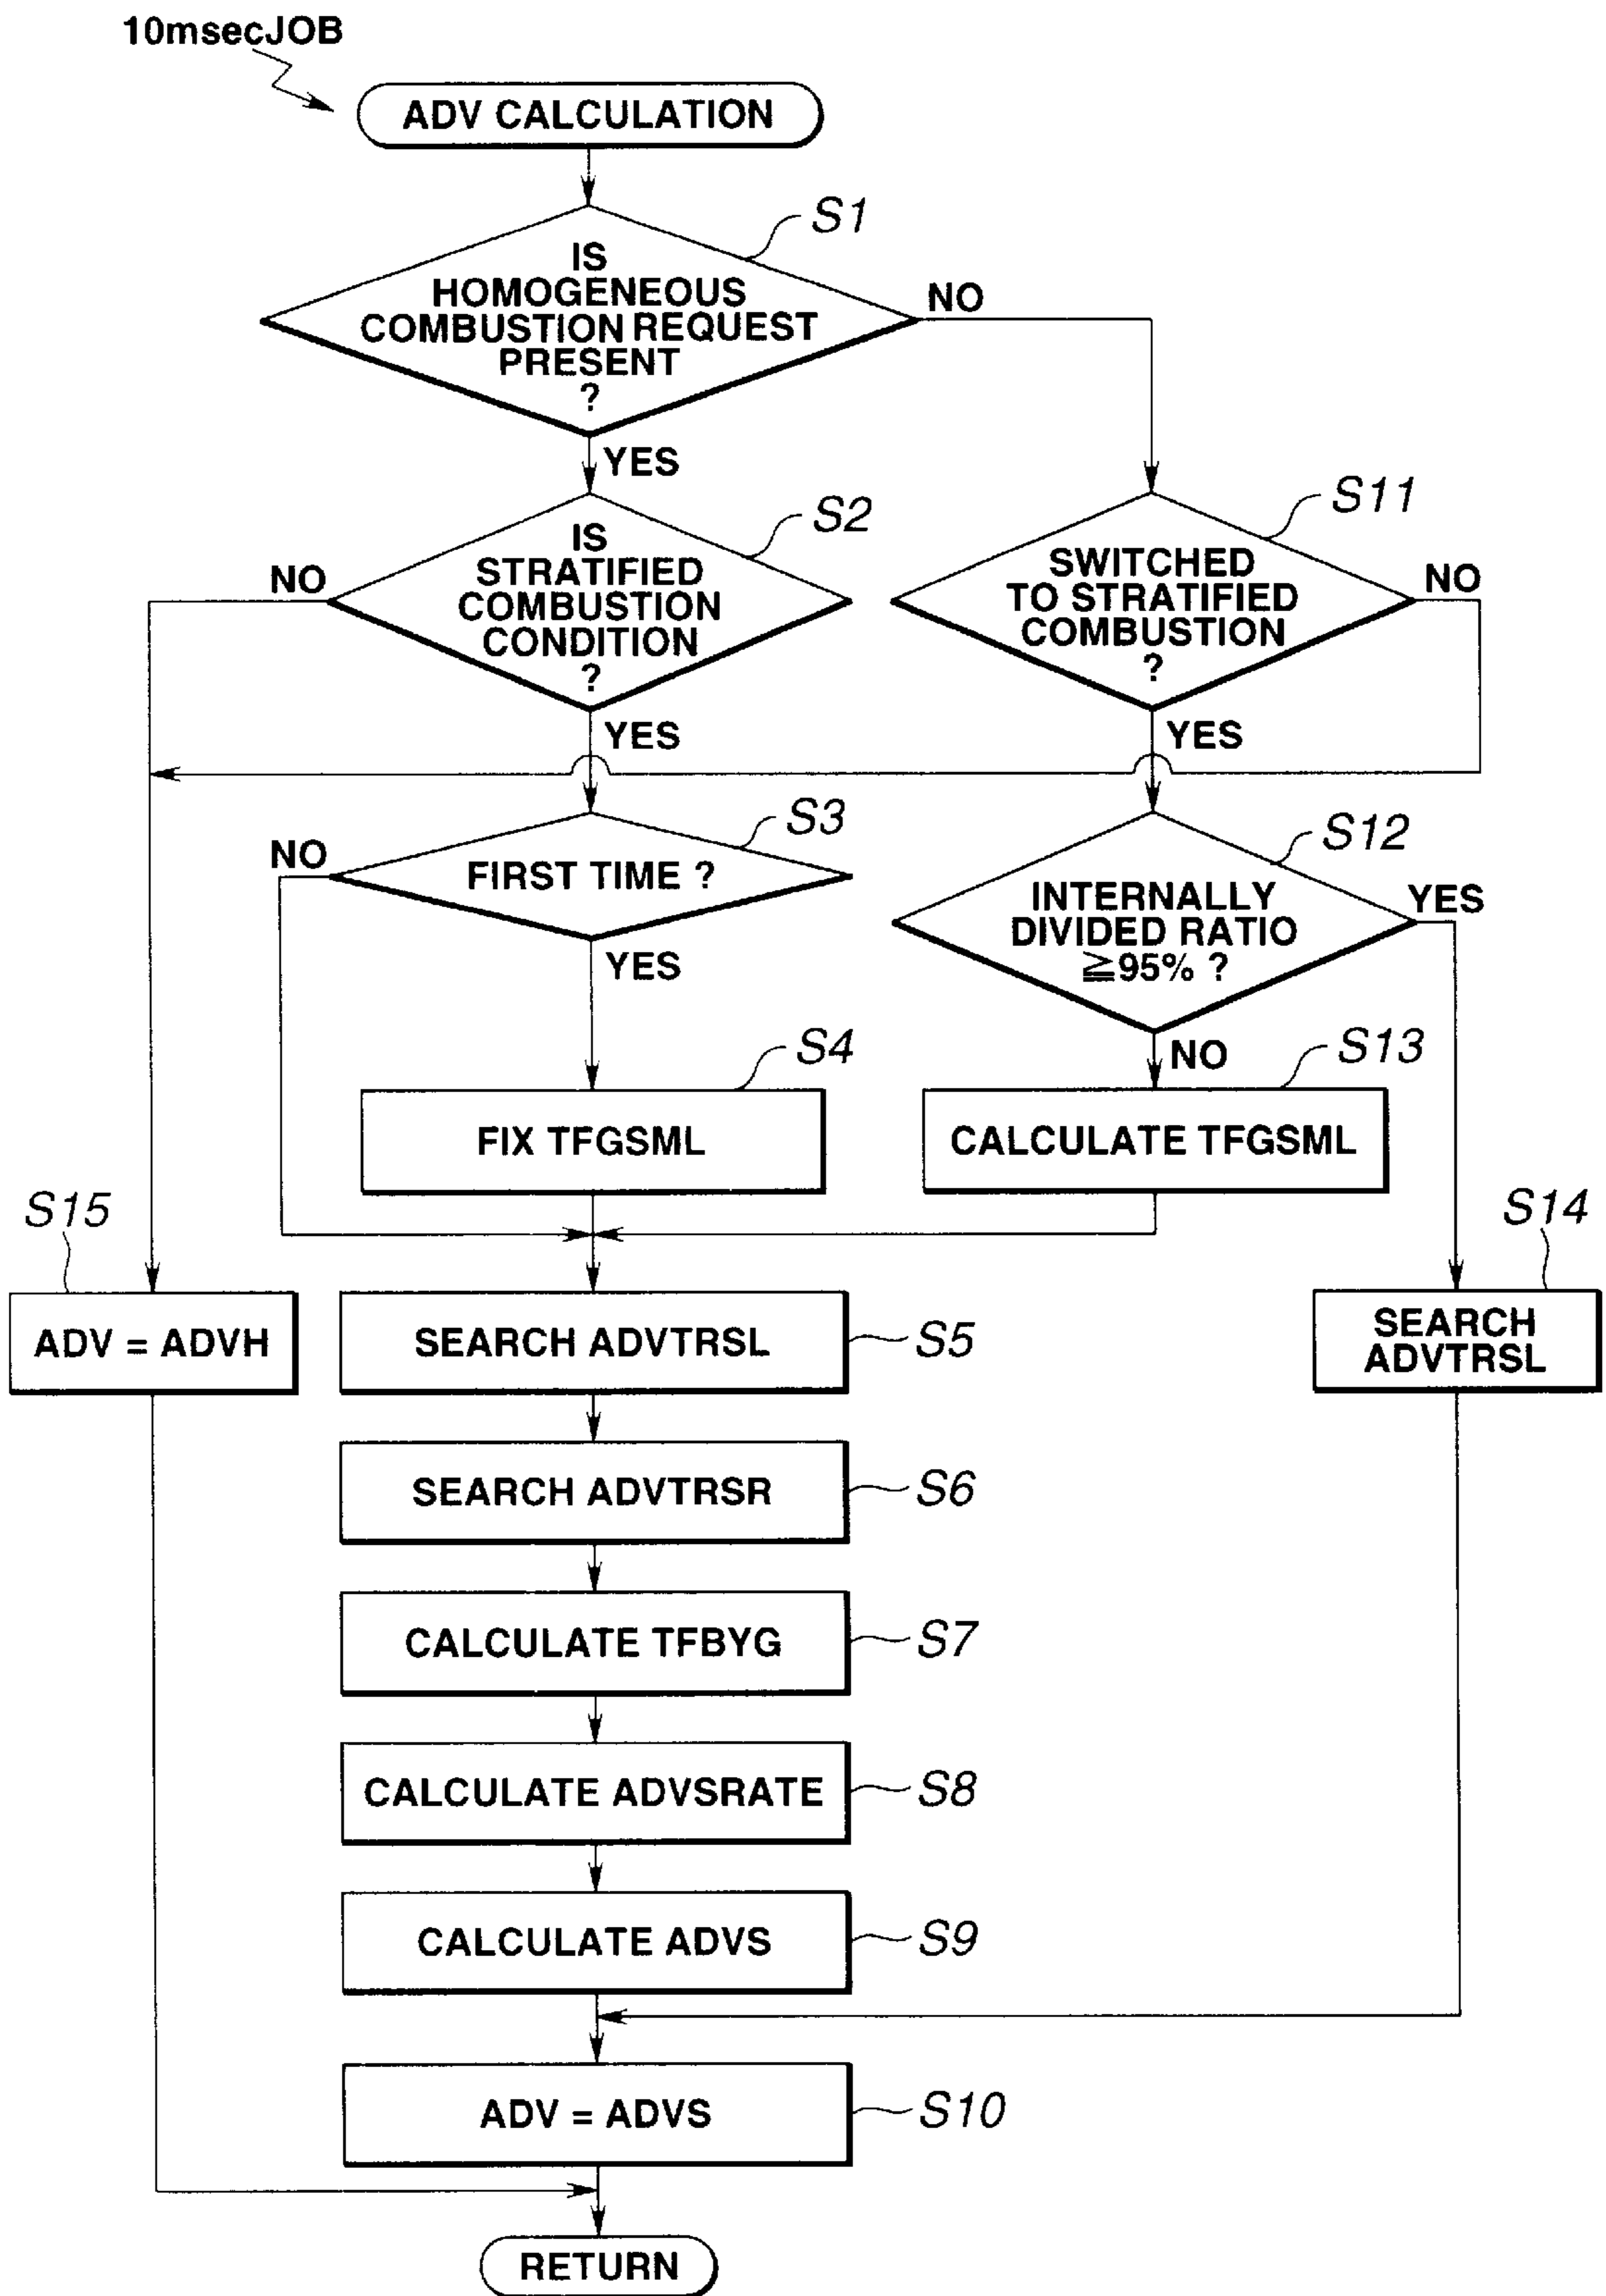 10msecJOB
ADV CALCULATION
S1
IS
HOMOGENEOUS
COMBUSTION REQUEST
PRESENT
?
NO
YES
S2
IS
STRATIFIED
COMBUSTION
CONDITION
?
NO
YES
S11
SWITCHED
TO STRATIFIED
COMBUSTION
?
NO
YES
S3
FIRST TIME ?
NO
YES
S12
INTERNALLY
DIVIDED RATIO
≧95% ?
YES
NO
S4
FIX TFGSML
S13
CALCULATE TFGSML
S15
ADV = ADVH
SEARCH ADVTRSL
S5
S14
SEARCH
ADVTRSL
SEARCH ADVTRSR
S6
CALCULATE TFBYG
S7
CALCULATE ADVSRATE
S8
CALCULATE ADVS
S9
ADV = ADVS
S10
RETURN